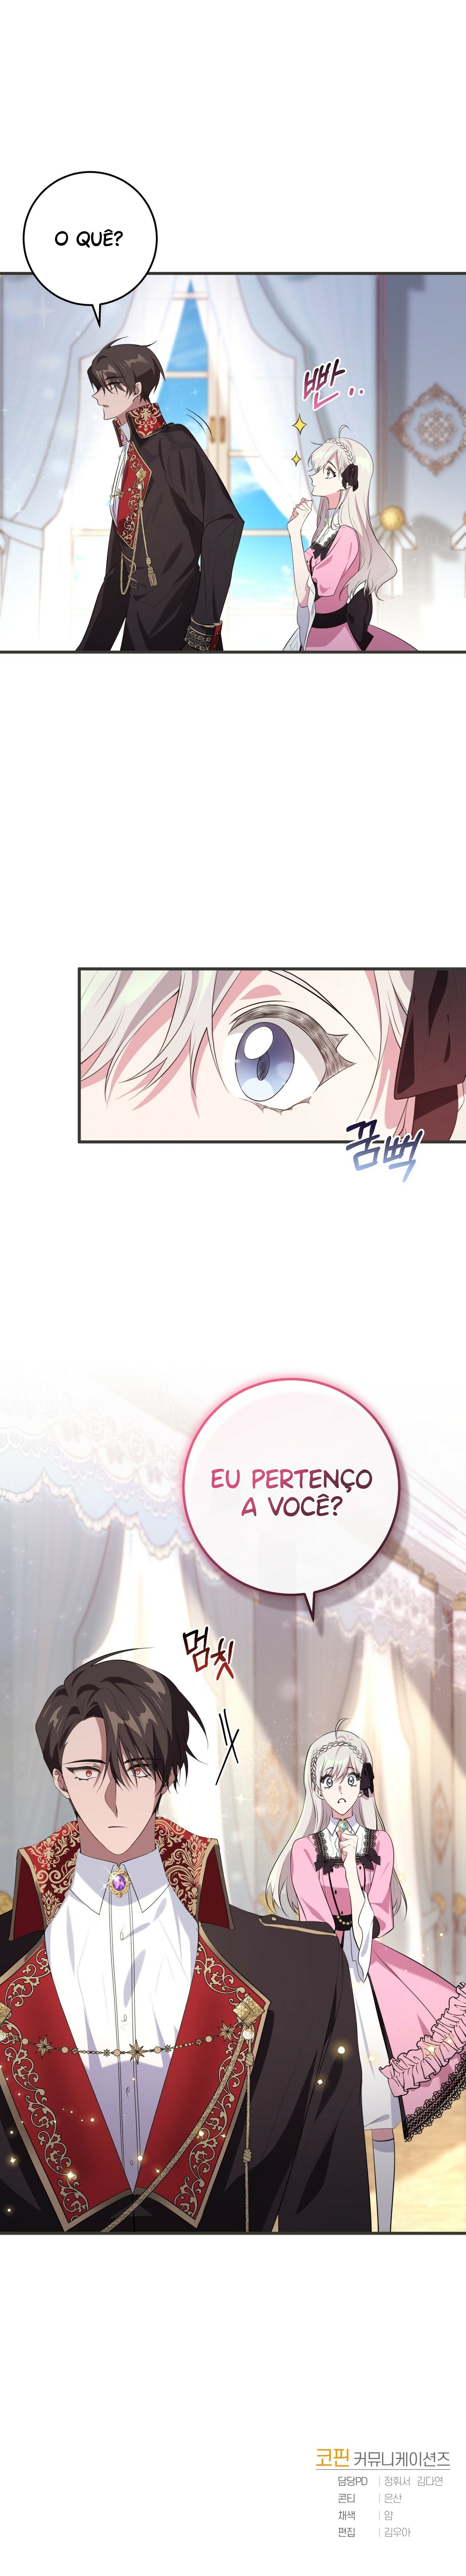 O QUÊ?
빤..
꿈뻑
EU PERTENÇO
A VOCÊ?
멈칫
코핀 커뮤니케이션즈
담당PD | 정휘서 김다연
콘티 | 은산
채색 | 얌
편집 | 김우아